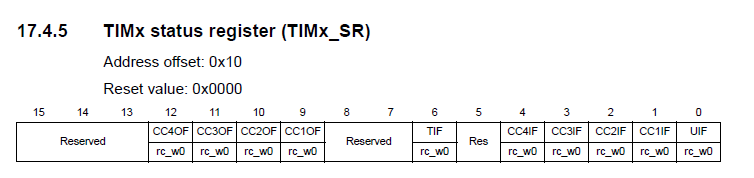 17.4.5 TIMx status register (TIMx_SR)
Address offset: 0x10
Reset value: 0x0000
15 14 13 12 11 10 9 8 7 6 5 4 3 2 1 0
Reserved CC4OF CC3OF CC2OF CC1OF Reserved TIF Res CC4IF CC3IF CC2IF CC1IF UIF
rc_w0 rc_w0 rc_w0 rc_w0 rc_w0 rc_w0 rc_w0 rc_w0 rc_w0 rc_w0